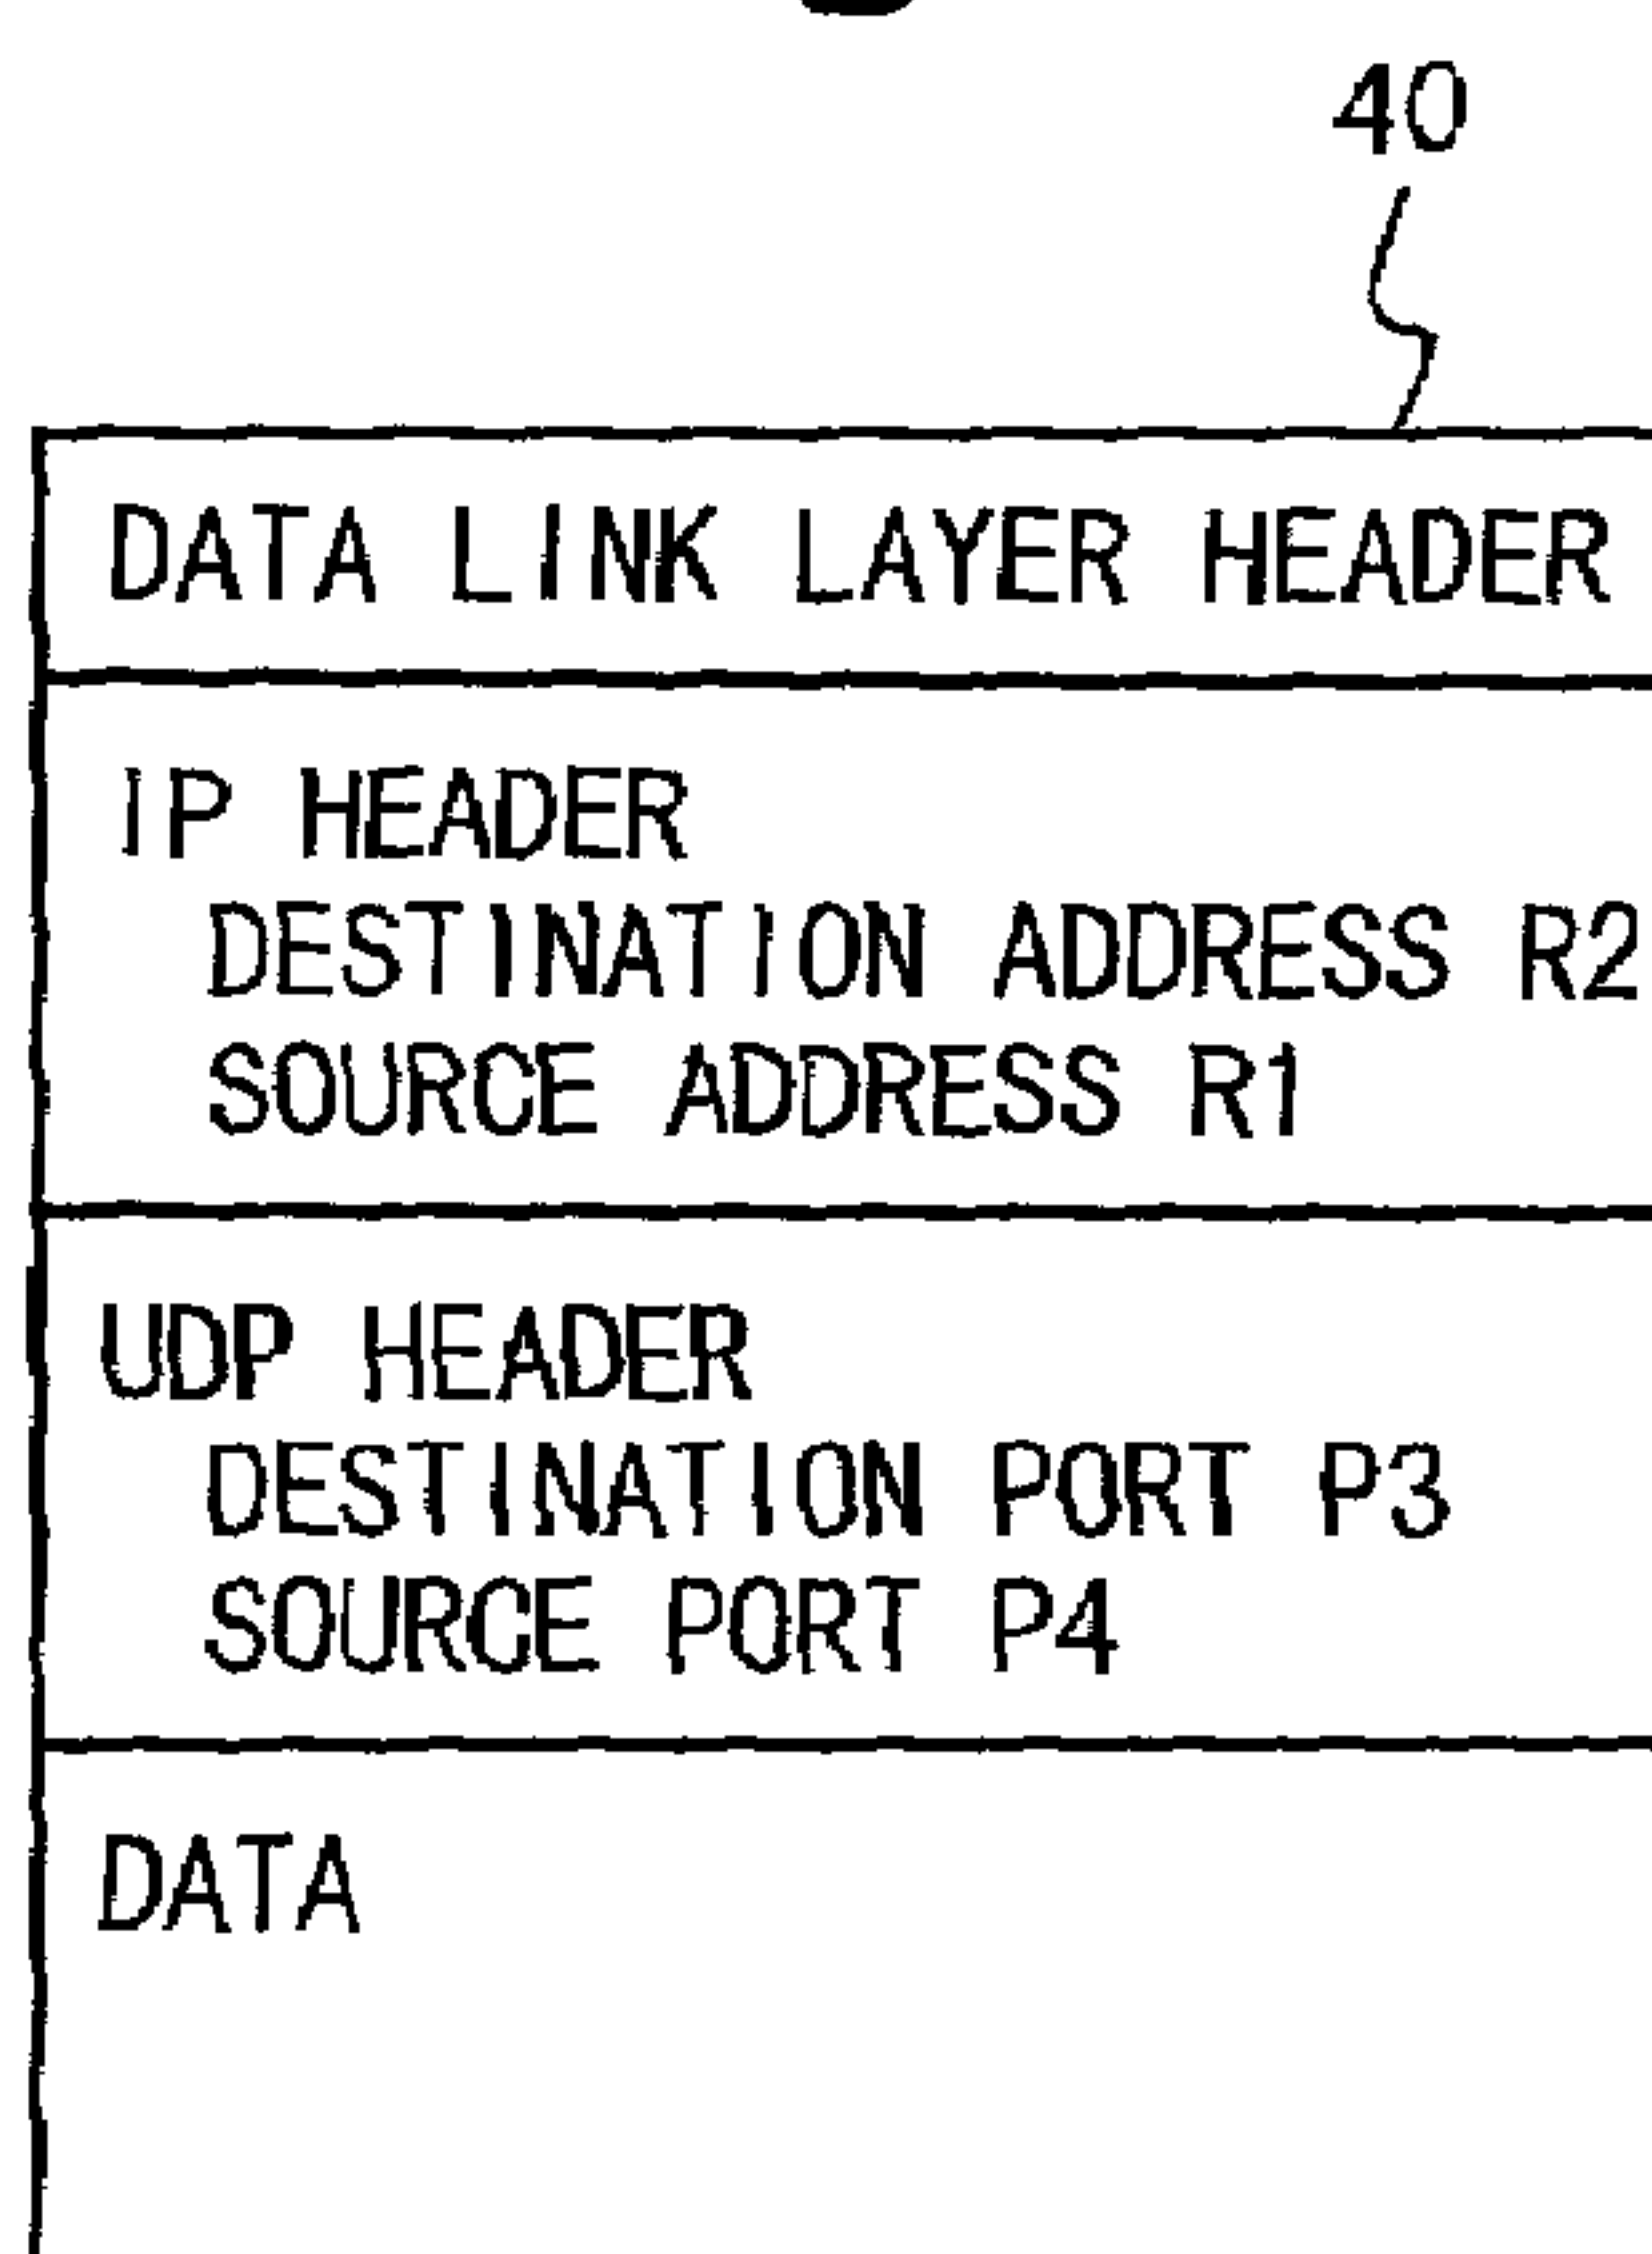 40
DATA LINK LAYER HEADER
IP HEADER
DESTINATION ADDRESS R2
SOURCE ADDRESS R1
UDP HEADER
DESTINATION PORT P3
SOURCE PORT P4
DATA